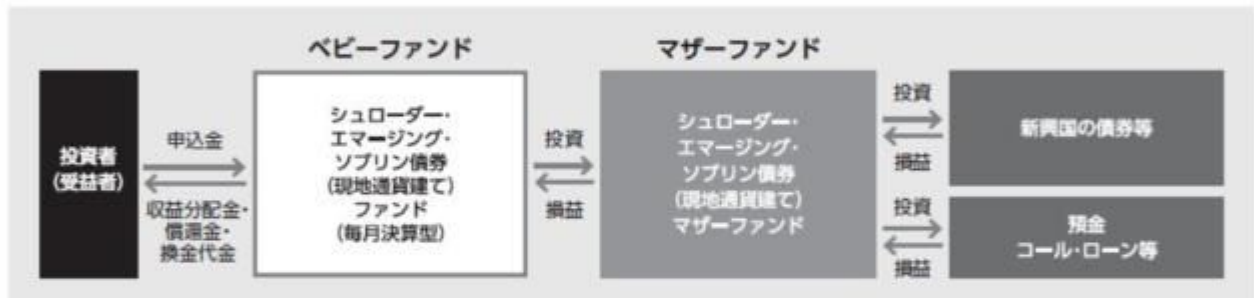 ベビーファンド
マザーファンド
投資者
(受益者)
申込金
収益分配金・
償還金・
換金代金
シュローダー・
エマージング・
ソブリン債券
(現地通貨建て)
ファンド
(毎月決算型)
投資
損益
シュローダー・
エマージング・
ソブリン債券
(現地通貨建て)
マザーファンド
投資
損益
新興国の債券等
投資
損益
預金
コール・ローン等